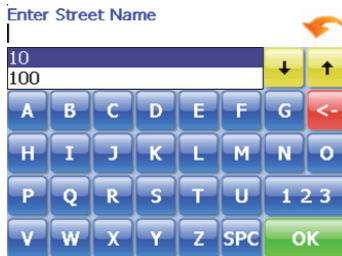 Enter Street Name
10
100
A B C D E F G <-
H I J K L M N O
P Q R S T U 1 2 3
V W X Y Z SPC OK